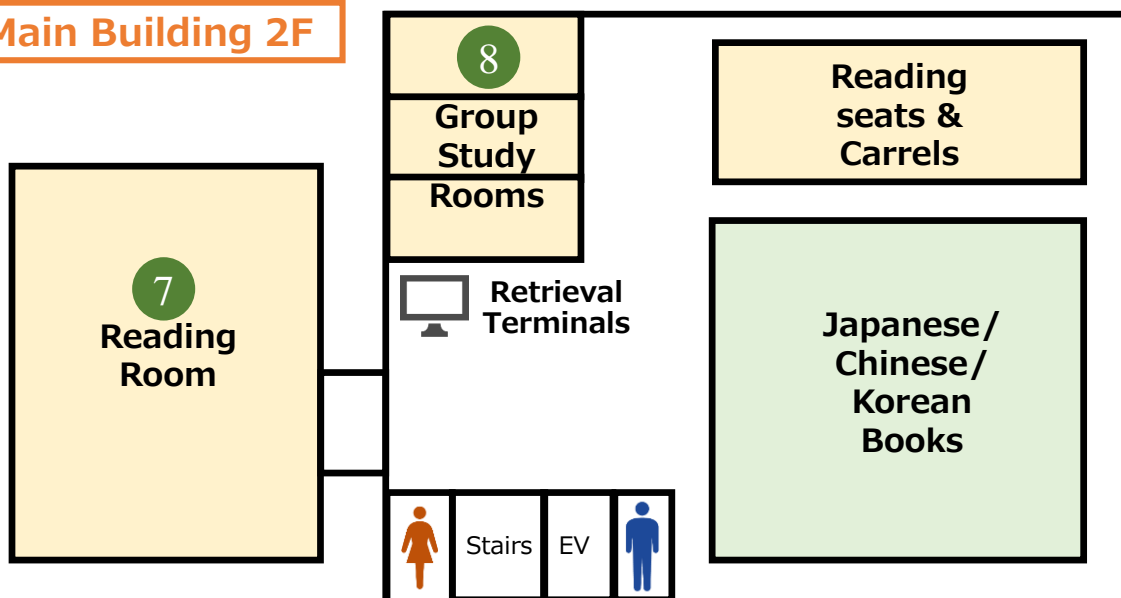 Main Building 2F
8
Group
Study
Rooms
Reading
seats &
Carrels
7
Reading
Room
Retrieval
Terminals
Japanese/
Chinese/
Korean
Books
Stairs
EV